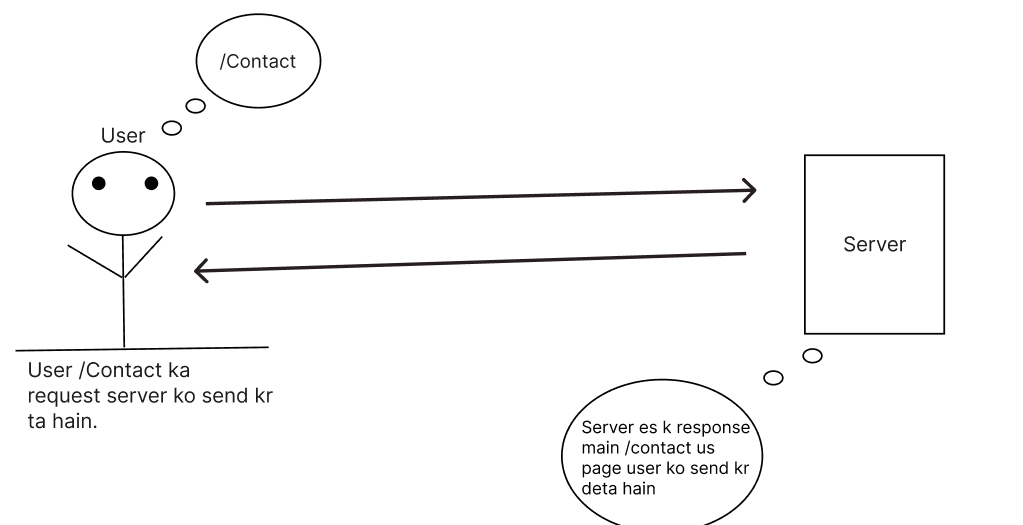 /Contact
User
Server
User /Contact ka
request server ko send kr
ta hain.
Server es k response
main /contact us
page user ko send kr
deta hain